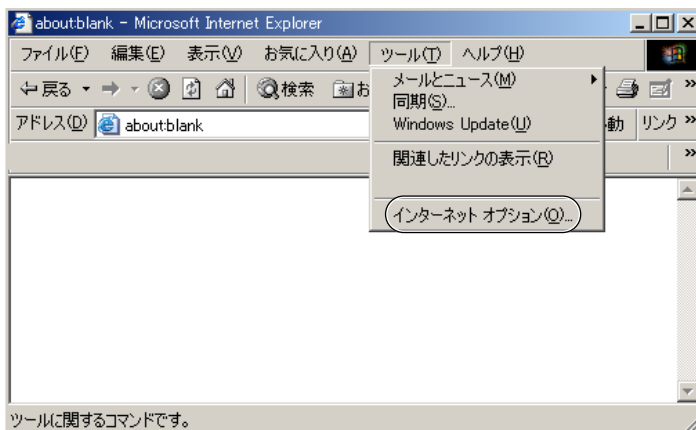 about:blank - Microsoft Internet Explorer
ファイル(F) 編集(E) 表示(V) お気に入り(A) ツール(T) ヘルプ(H)
戻る 検索 お
メールとニュース(M)
同期(S)...
Windows Update(U)
関連したリンクの表示(R)
インターネット オプション(O)...
アドレス(D) about:blank 動 リンク »
ツールに関するコマンドです。